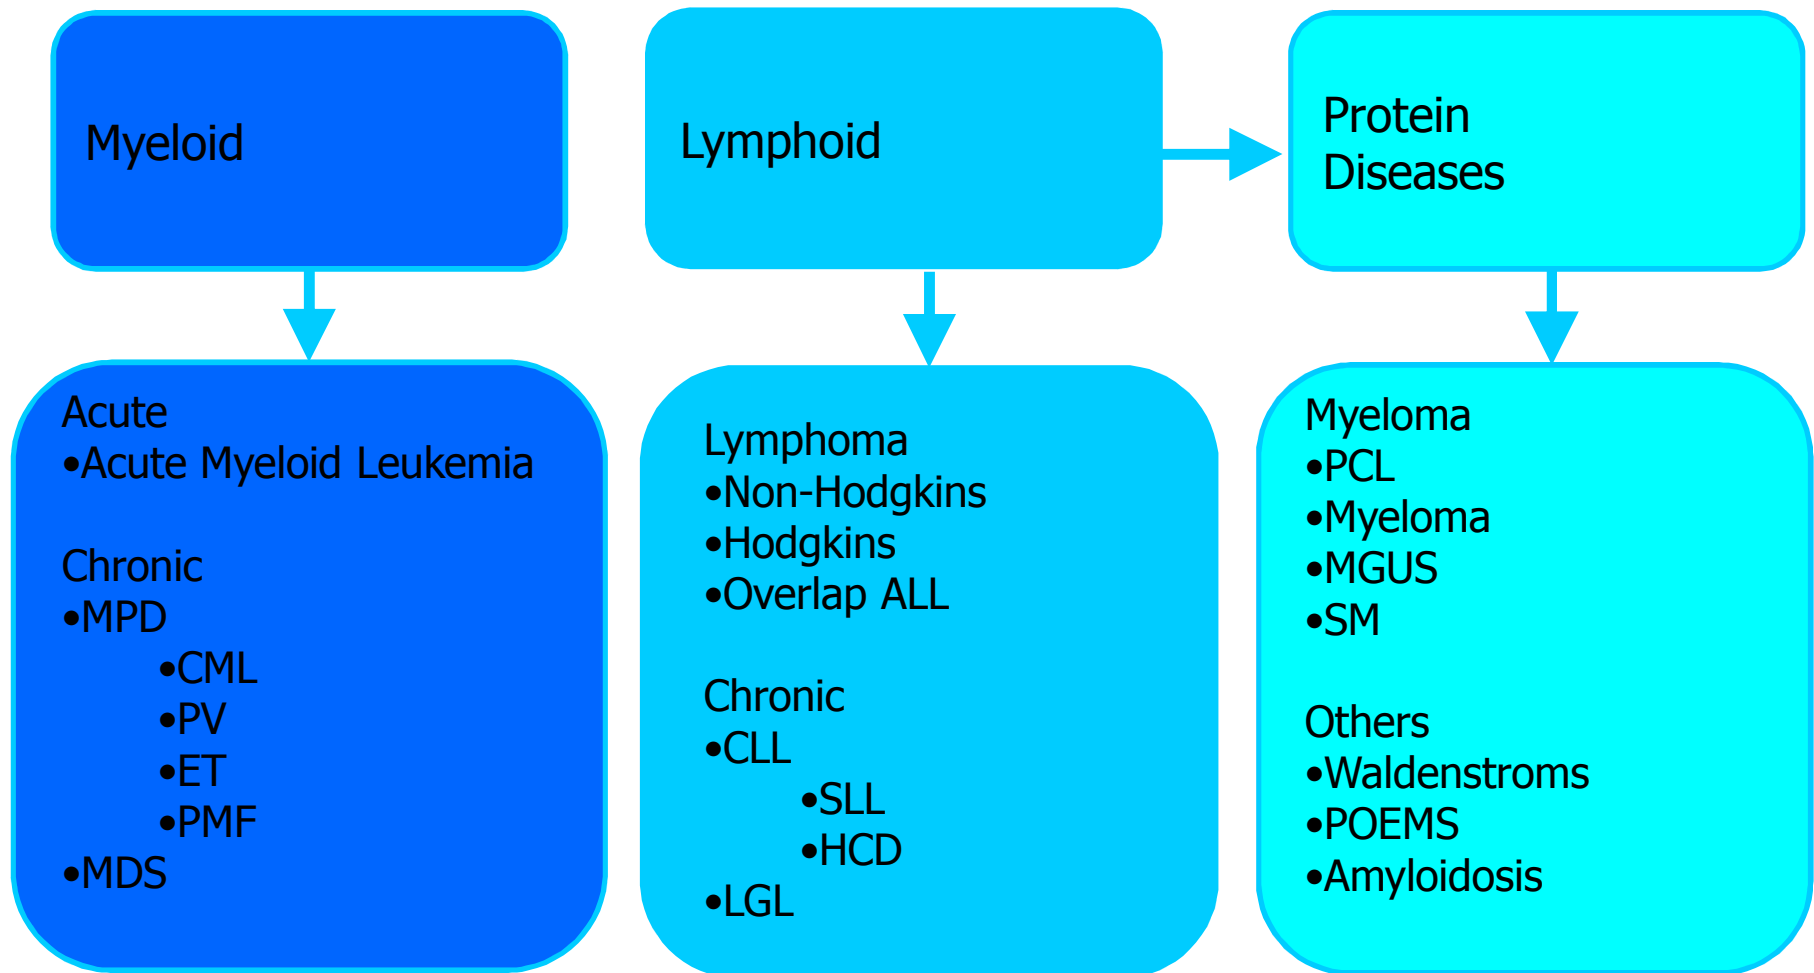 Myeloid
Lymphoid
Protein
Diseases
Acute
•Acute Myeloid Leukemia
Chronic
•MPD
•CML
•PV
•ET
•PMF
•MDS
Lymphoma
•Non-Hodgkins
•Hodgkins
•Overlap ALL
Chronic
•CLL
•SLL
•HCD
•LGL
Myeloma
•PCL
•Myeloma
•MGUS
•SM
Others
•Waldenstroms
•POEMS
•Amyloidosis